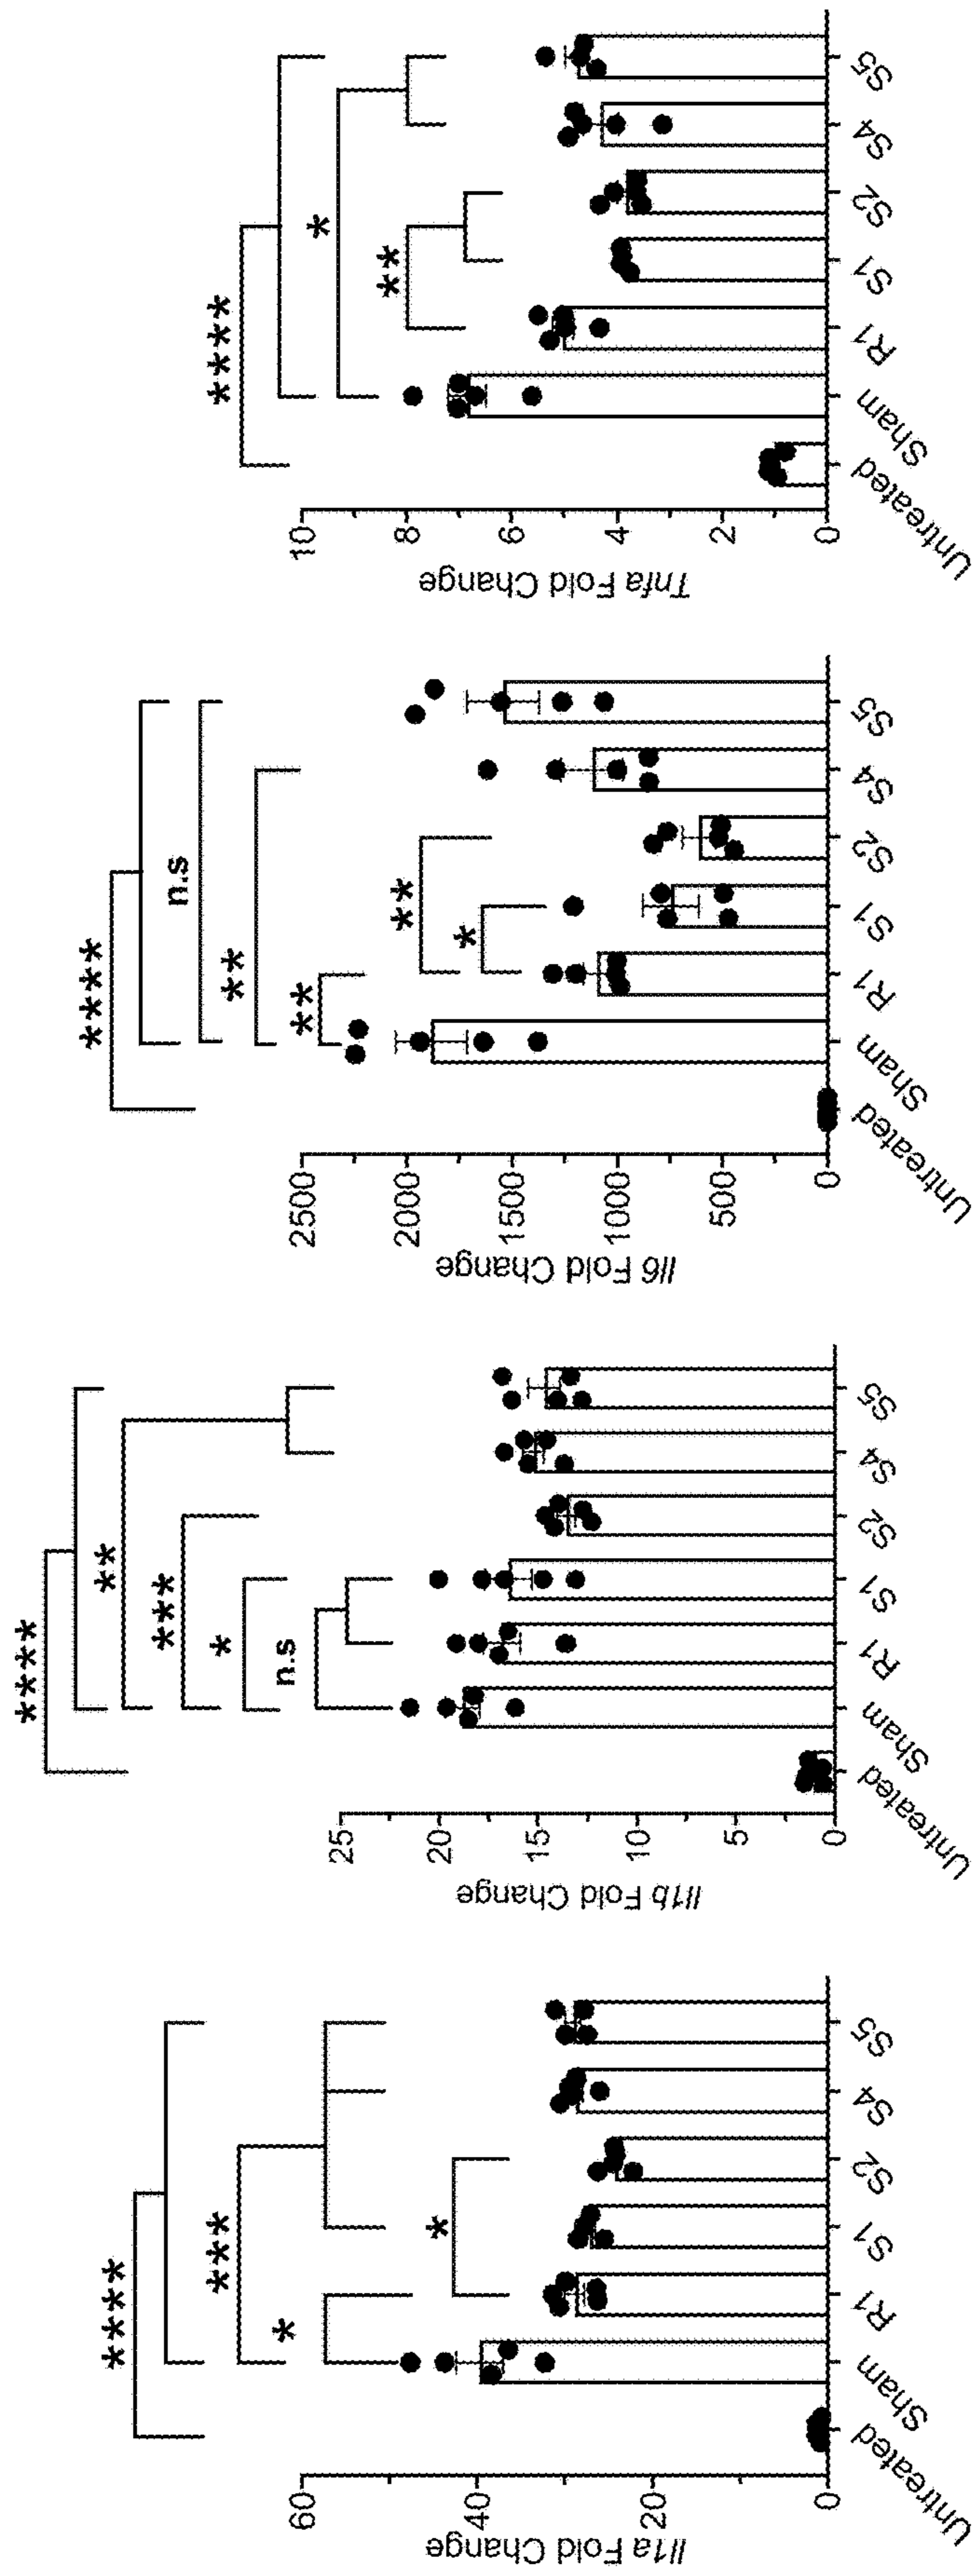 Il1a Fold Change
60
40
20
0
****
***
*
*
Untreated
Sham
R1
S1
S2
S4
S5
Il1b Fold Change
25
20
15
10
5
0
****
**
***
*
n.s
Untreated
Sham
R1
S1
S2
S4
S5
Il6 Fold Change
2500
2000
1500
1000
500
0
****
n.s
**
**
**
*
Untreated
Sham
R1
S1
S2
S4
S5
Tnfa Fold Change
10
8
6
4
2
0
****
*
**
Untreated
Sham
R1
S1
S2
S4
S5